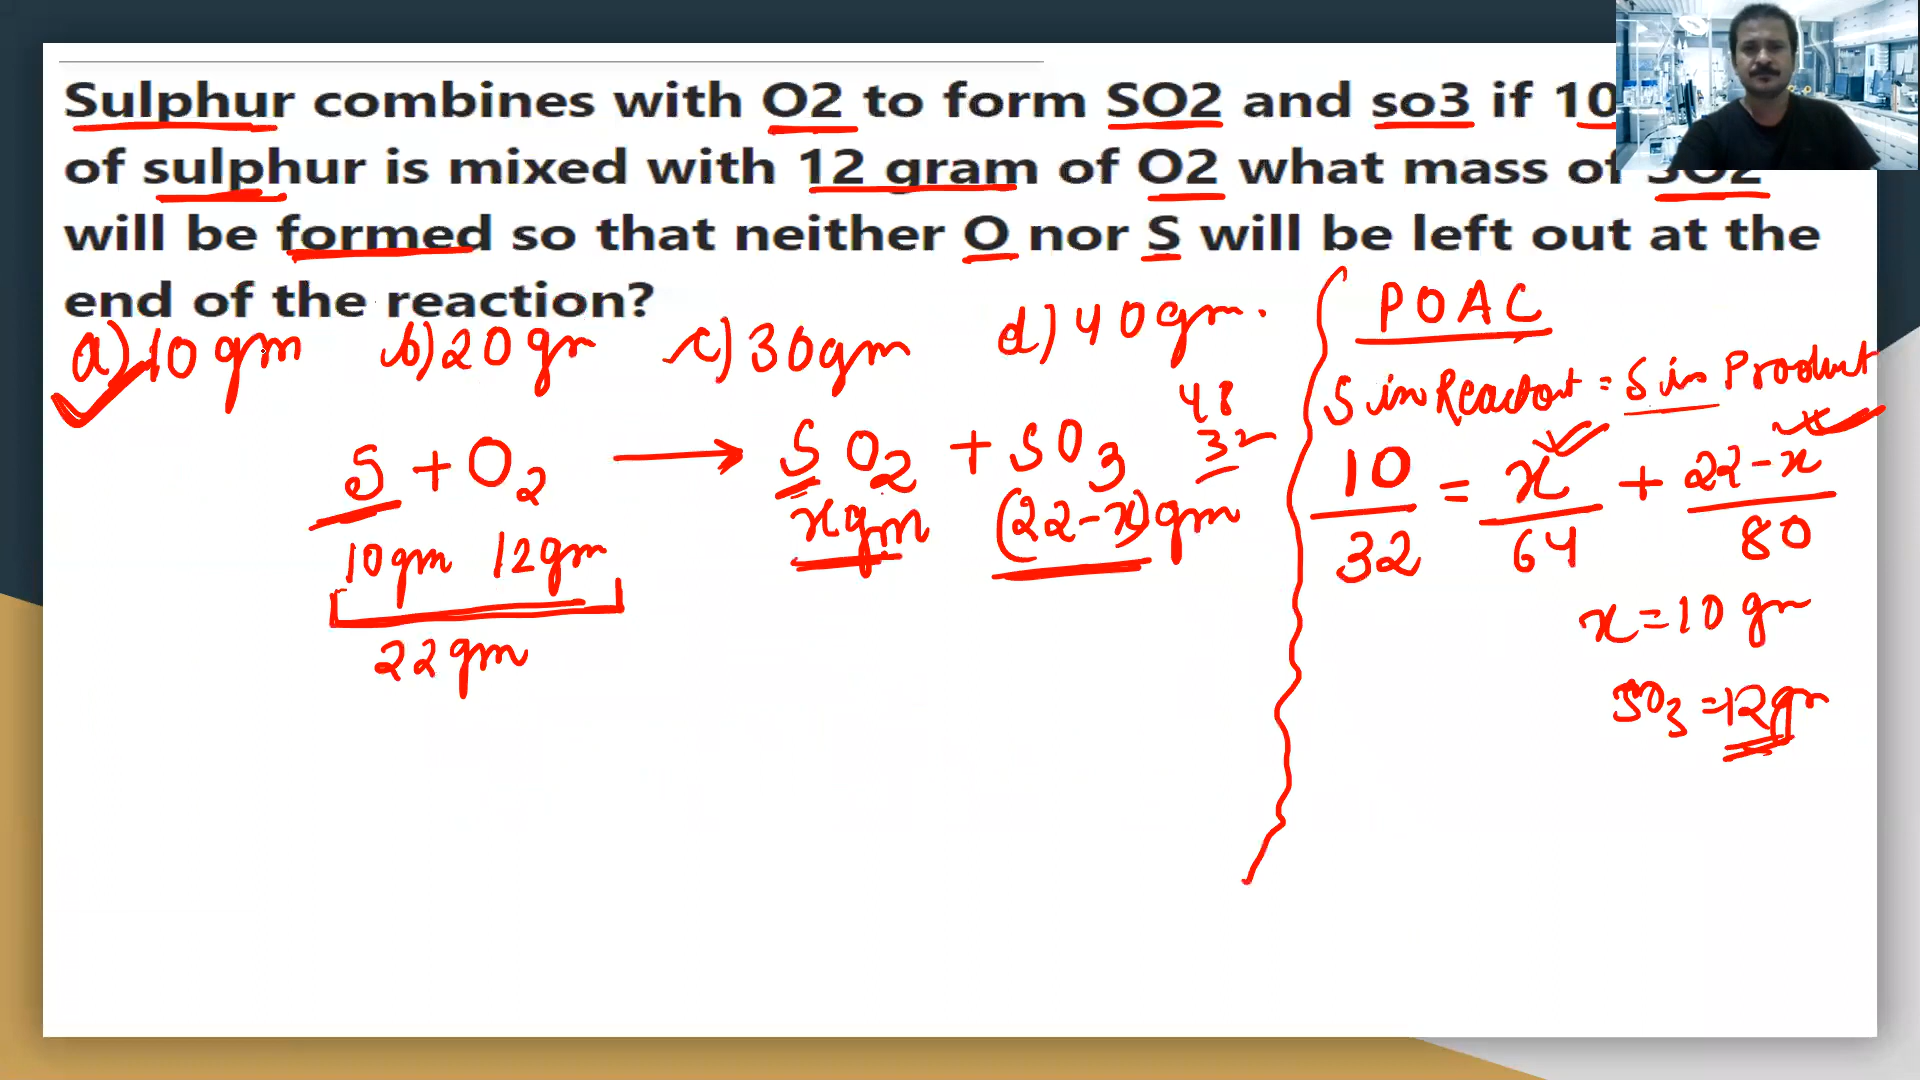 Sulphur combines with O2 to form SO2 and so3 if 10
of sulphur is mixed with 12 gram of O2 what mass of SO2
will be formed so that neither O nor S will be left out at the
end of the reaction?
a) 10 gm b) 20 gm c) 30 gm d) 40 gm.
S + O2 → SO2 + SO3
10 gm 12 gm x gm (22-x) gm
22 gm
48
32
POAC
S in Reactant = S in Product
10/32 = x/64 + 22-x/80
x = 10 gm
SO3 = 12 gm